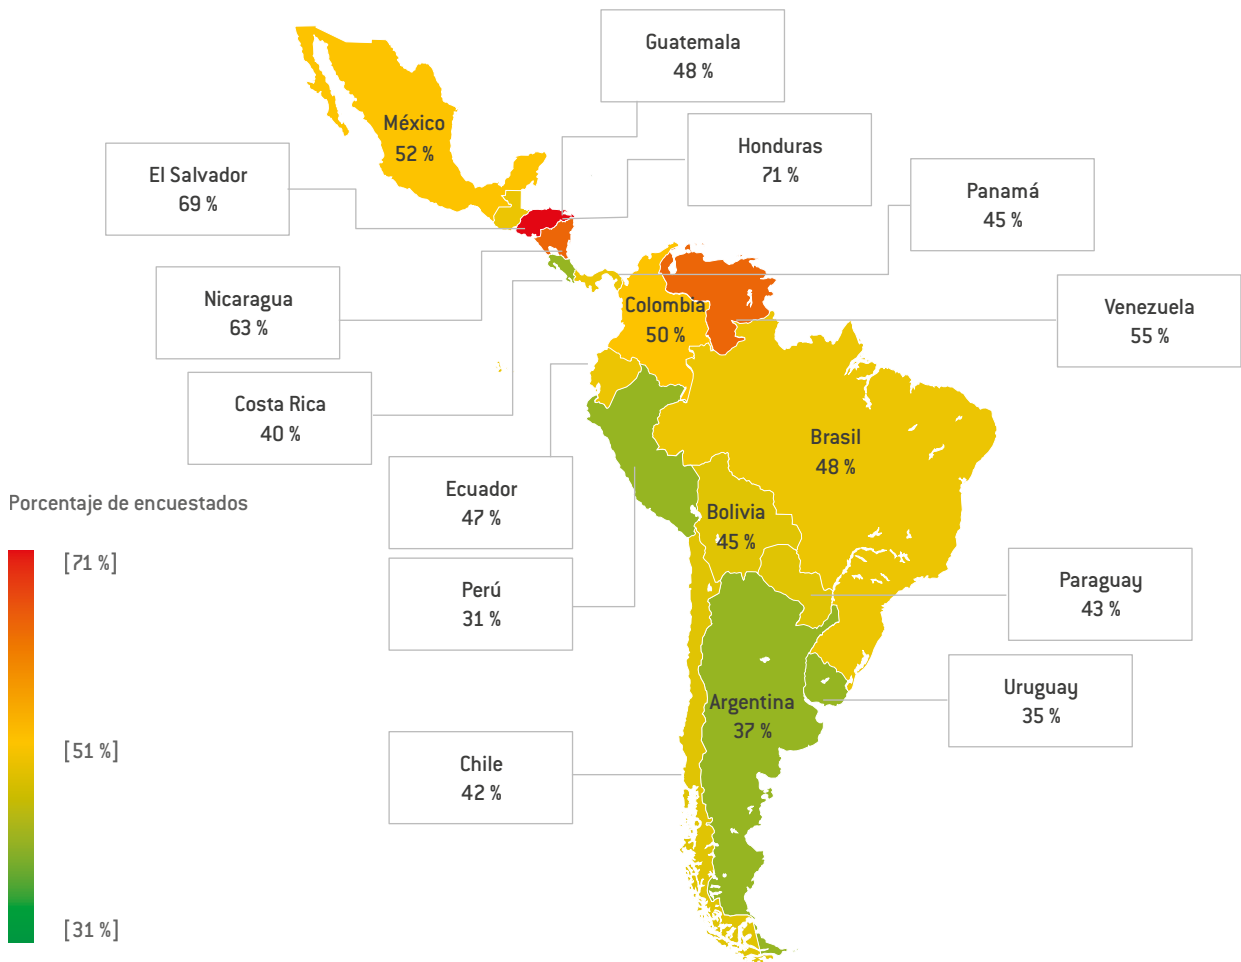 Guatemala
48 %
México
52 %
Honduras
71 %
El Salvador
69 %
Panamá
45 %
Nicaragua
63 %
Colombia
50 %
Venezuela
55 %
Costa Rica
40 %
Brasil
48 %
Ecuador
47 %
Porcentaje de encuestados
Bolivia
45 %
[71 %]
Perú
31 %
Paraguay
43 %
Uruguay
35 %
Argentina
37 %
[51 %]
Chile
42 %
[31 %]